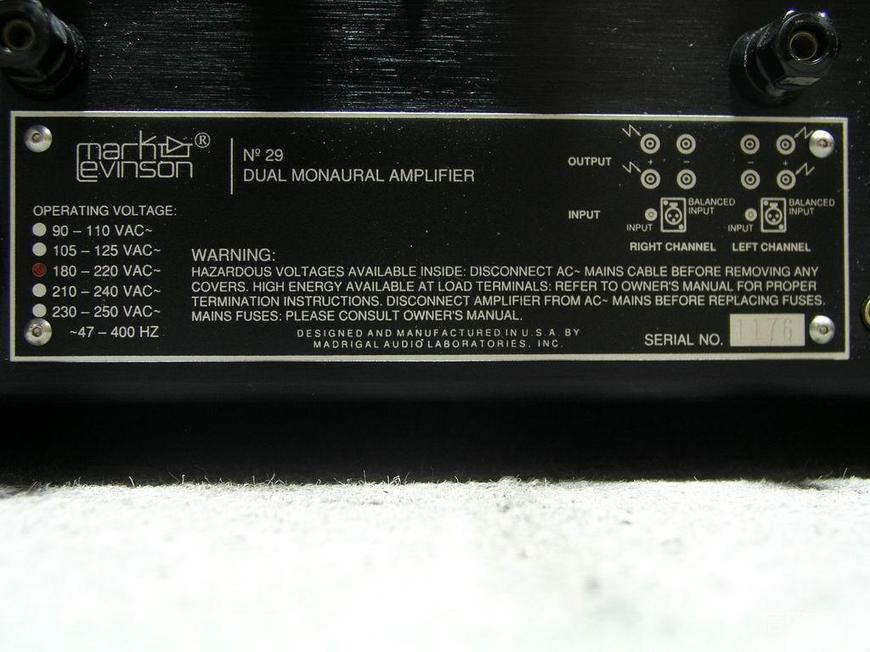 mark levinson®
Nº 29
DUAL MONAURAL AMPLIFIER
OPERATING VOLTAGE:
90 – 110 VAC~
105 – 125 VAC~
180 – 220 VAC~
210 – 240 VAC~
230 – 250 VAC~
~47 – 400 HZ
WARNING:
HAZARDOUS VOLTAGES AVAILABLE INSIDE: DISCONNECT AC~ MAINS CABLE BEFORE REMOVING ANY
COVERS. HIGH ENERGY AVAILABLE AT LOAD TERMINALS: REFER TO OWNER'S MANUAL FOR PROPER
TERMINATION INSTRUCTIONS. DISCONNECT AMPLIFIER FROM AC~ MAINS BEFORE REPLACING FUSES.
MAINS FUSES: PLEASE CONSULT OWNER'S MANUAL.
DESIGNED AND MANUFACTURED IN U.S.A. BY
MADRIGAL AUDIO LABORATORIES, INC.
OUTPUT
+ − − +
INPUT
INPUT
BALANCED
INPUT
INPUT
BALANCED
INPUT
RIGHT CHANNEL
LEFT CHANNEL
SERIAL NO. 1176